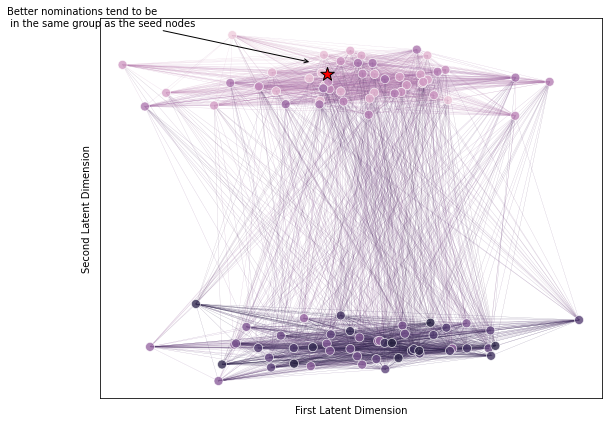 Better nominations tend to be
in the same group as the seed nodes
Second Latent Dimension
First Latent Dimension